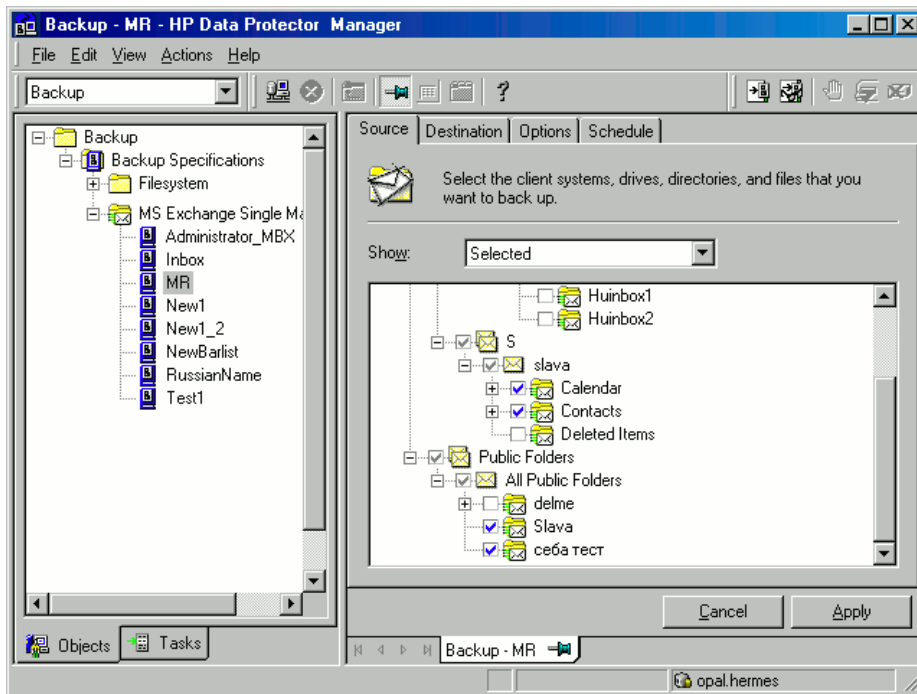 Backup - MR - HP Data Protector Manager
File Edit View Actions Help
Backup
Backup
Backup Specifications
Filesystem
MS Exchange Single Ma
Administrator_MBX
Inbox
MR
New1
New1_2
NewBarlist
RussianName
Test1
Objects
Tasks
Source Destination Options Schedule
Select the client systems, drives, directories, and files that you
want to back up.
Show: Selected
Huinbox1
Huinbox2
S
slava
Calendar
Contacts
Deleted Items
Public Folders
All Public Folders
delme
Slava
себа тест
Cancel Apply
Backup - MR
opal.hermes